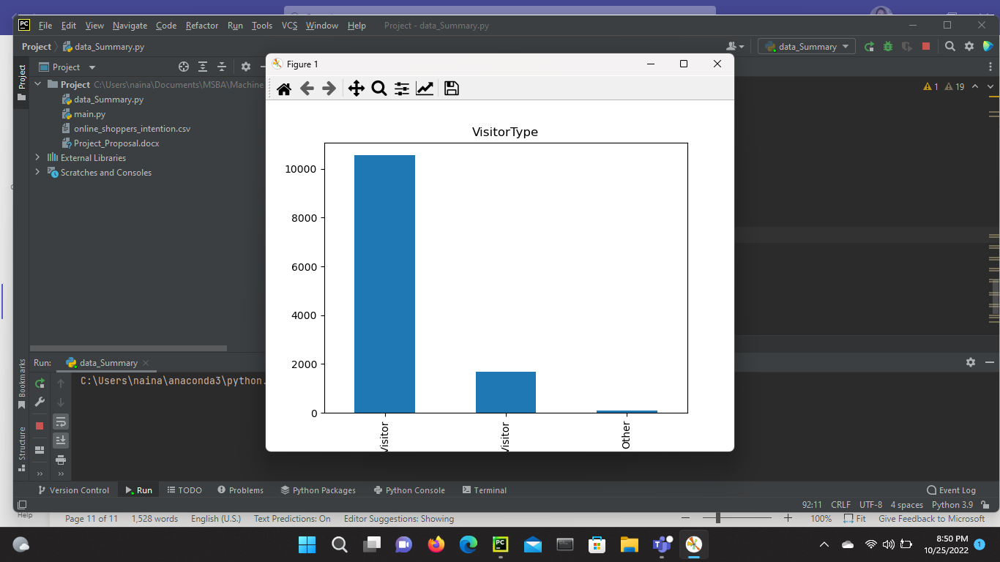 PC File Edit View Navigate Code Refactor Run Tools VCS Window Help Project - data_Summary.py
Project data_Summary.py data_Summary
Project Project
Project C:\Users\naina\Documents\MSBA\Machine
data_Summary.py
main.py
online_shoppers_intention.csv
Project_Proposal.docx
External Libraries
Scratches and Consoles
1 19
Figure 1
VisitorType
10000
8000
6000
4000
2000
0
Visitor Visitor Other
Run: data_Summary
C:\Users\naina\anaconda3\python.
Bookmarks
Structure
Version Control Run TODO Problems Python Packages Python Console Terminal Event Log
92:11 CRLF UTF-8 4 spaces Python 3.9
Help
Page 11 of 11 1,528 words English (U.S.) Text Predictions: On Editor Suggestions: Showing 100% Fit Give Feedback to Microsoft
8:50 PM
10/25/2022 1